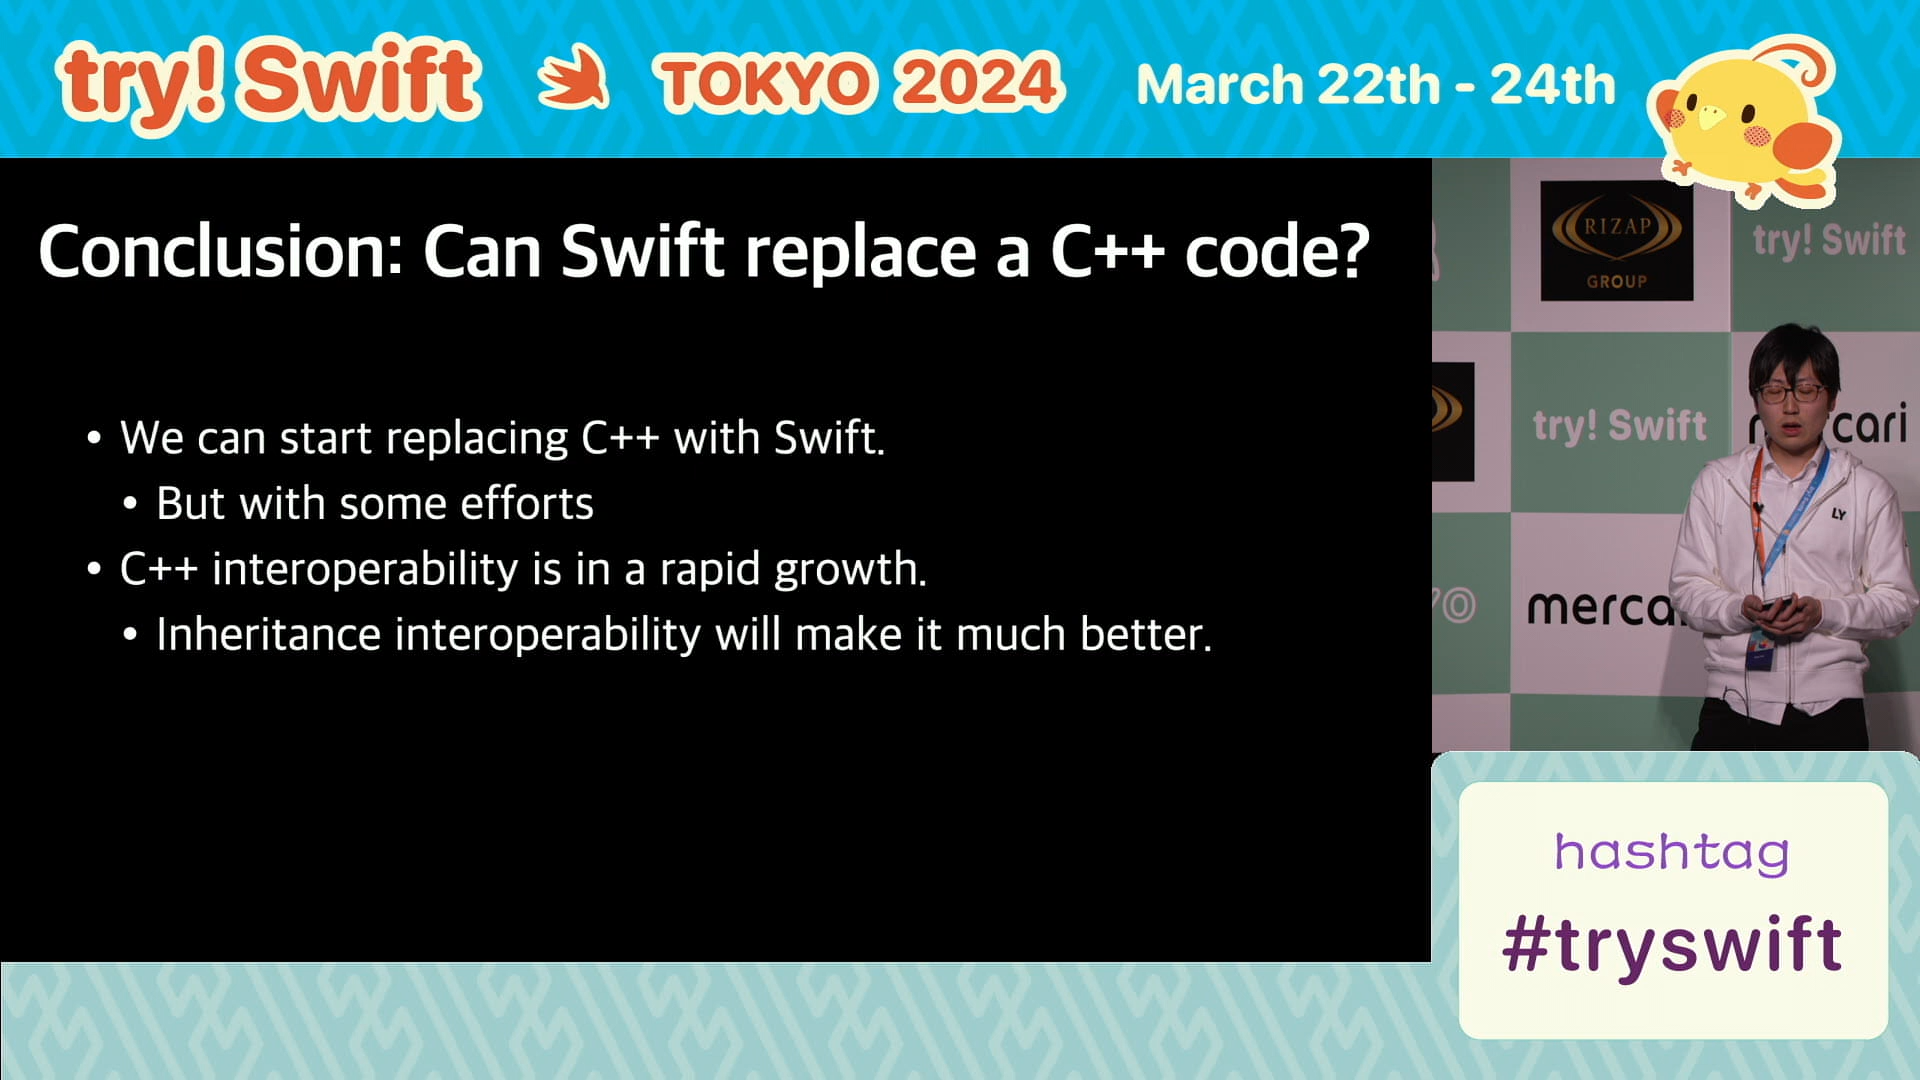 try! Swift TOKYO 2024 March 22th - 24th
Conclusion: Can Swift replace a C++ code?
• We can start replacing C++ with Swift.
• But with some efforts
• C++ interoperability is in a rapid growth.
• Inheritance interoperability will make it much better.
RIZAP
GROUP
try! Swift
try! Swift
mercari
LY
merca
hashtag
#tryswift